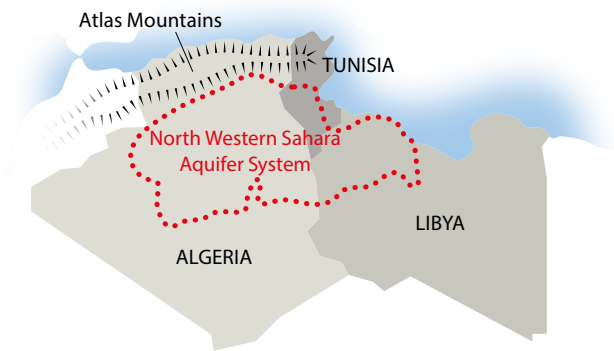 Atlas Mountains
TUNISIA
North Western Sahara
Aquifer System
LIBYA
ALGERIA